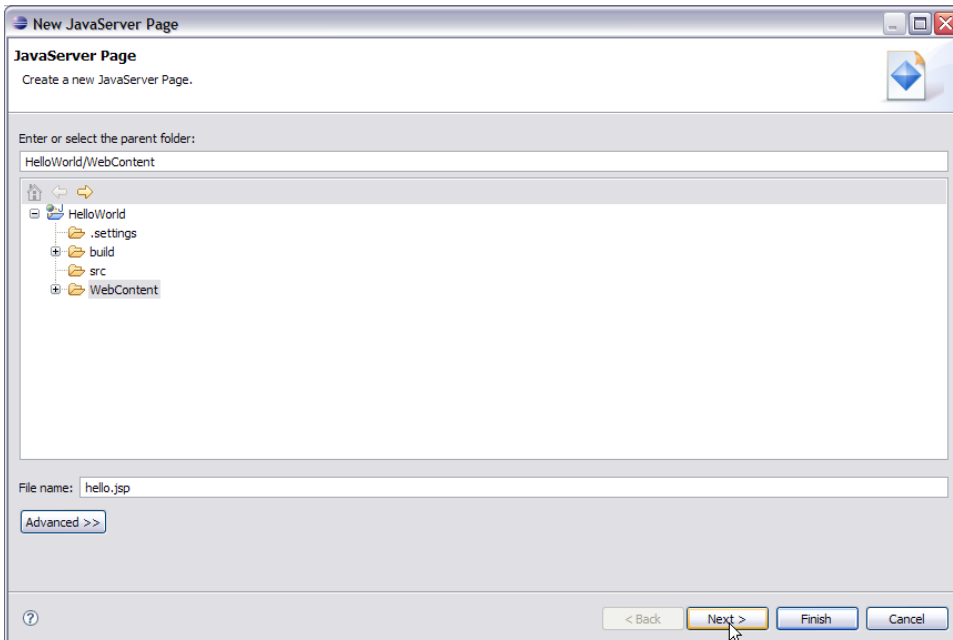 New JavaServer Page
JavaServer Page
Create a new JavaServer Page.
Enter or select the parent folder:
HelloWorld/WebContent
HelloWorld
.settings
build
src
WebContent
File name: hello.jsp
Advanced >>
? < Back Next > Finish Cancel